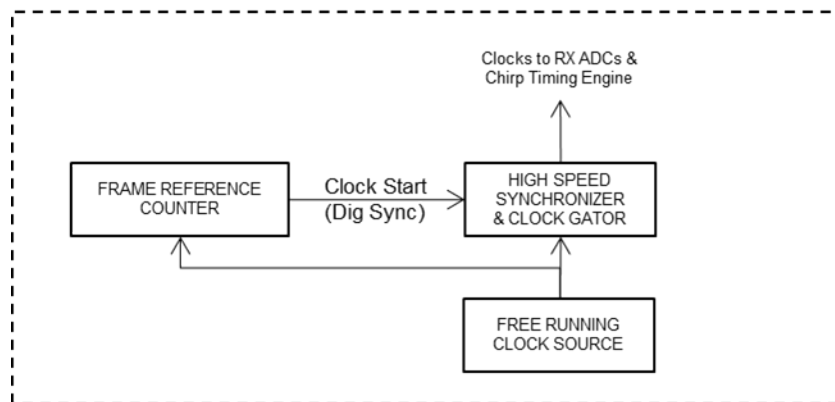 Clocks to RX ADCs &
Chirp Timing Engine
FRAME REFERENCE
COUNTER
Clock Start
(Dig Sync)
HIGH SPEED
SYNCHRONIZER
& CLOCK GATOR
FREE RUNNING
CLOCK SOURCE